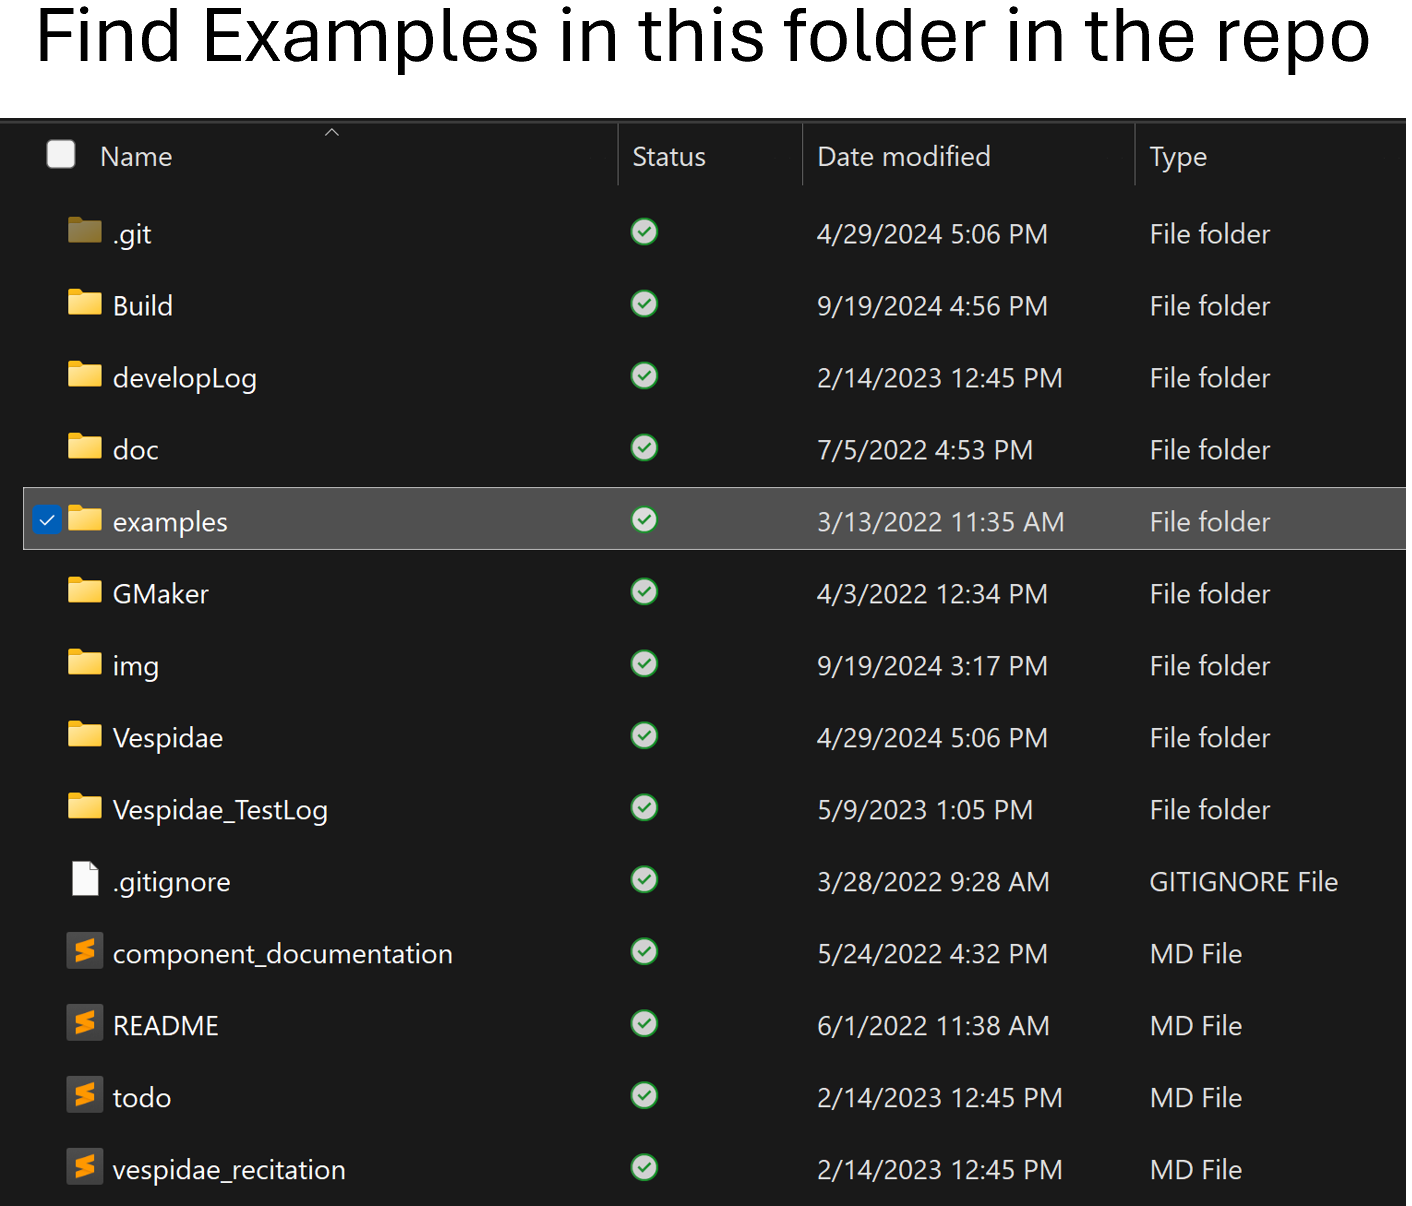 Find Examples in this folder in the repo
Name Status Date modified Type
.git 4/29/2024 5:06 PM File folder
Build 9/19/2024 4:56 PM File folder
developLog 2/14/2023 12:45 PM File folder
doc 7/5/2022 4:53 PM File folder
examples 3/13/2022 11:35 AM File folder
GMaker 4/3/2022 12:34 PM File folder
img 9/19/2024 3:17 PM File folder
Vespidae 4/29/2024 5:06 PM File folder
Vespidae_TestLog 5/9/2023 1:05 PM File folder
.gitignore 3/28/2022 9:28 AM GITIGNORE File
component_documentation 5/24/2022 4:32 PM MD File
README 6/1/2022 11:38 AM MD File
todo 2/14/2023 12:45 PM MD File
vespidae_recitation 2/14/2023 12:45 PM MD File